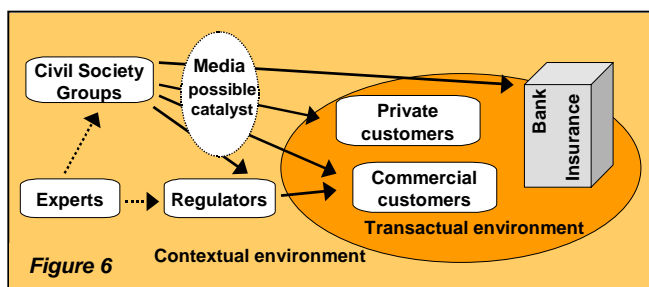 Civil Society
Groups
Media
possible
catalyst
Private
customers
Bank
Insurance
Experts
Regulators
Commercial
customers
Transactual environment
Contextual environment
Figure 6